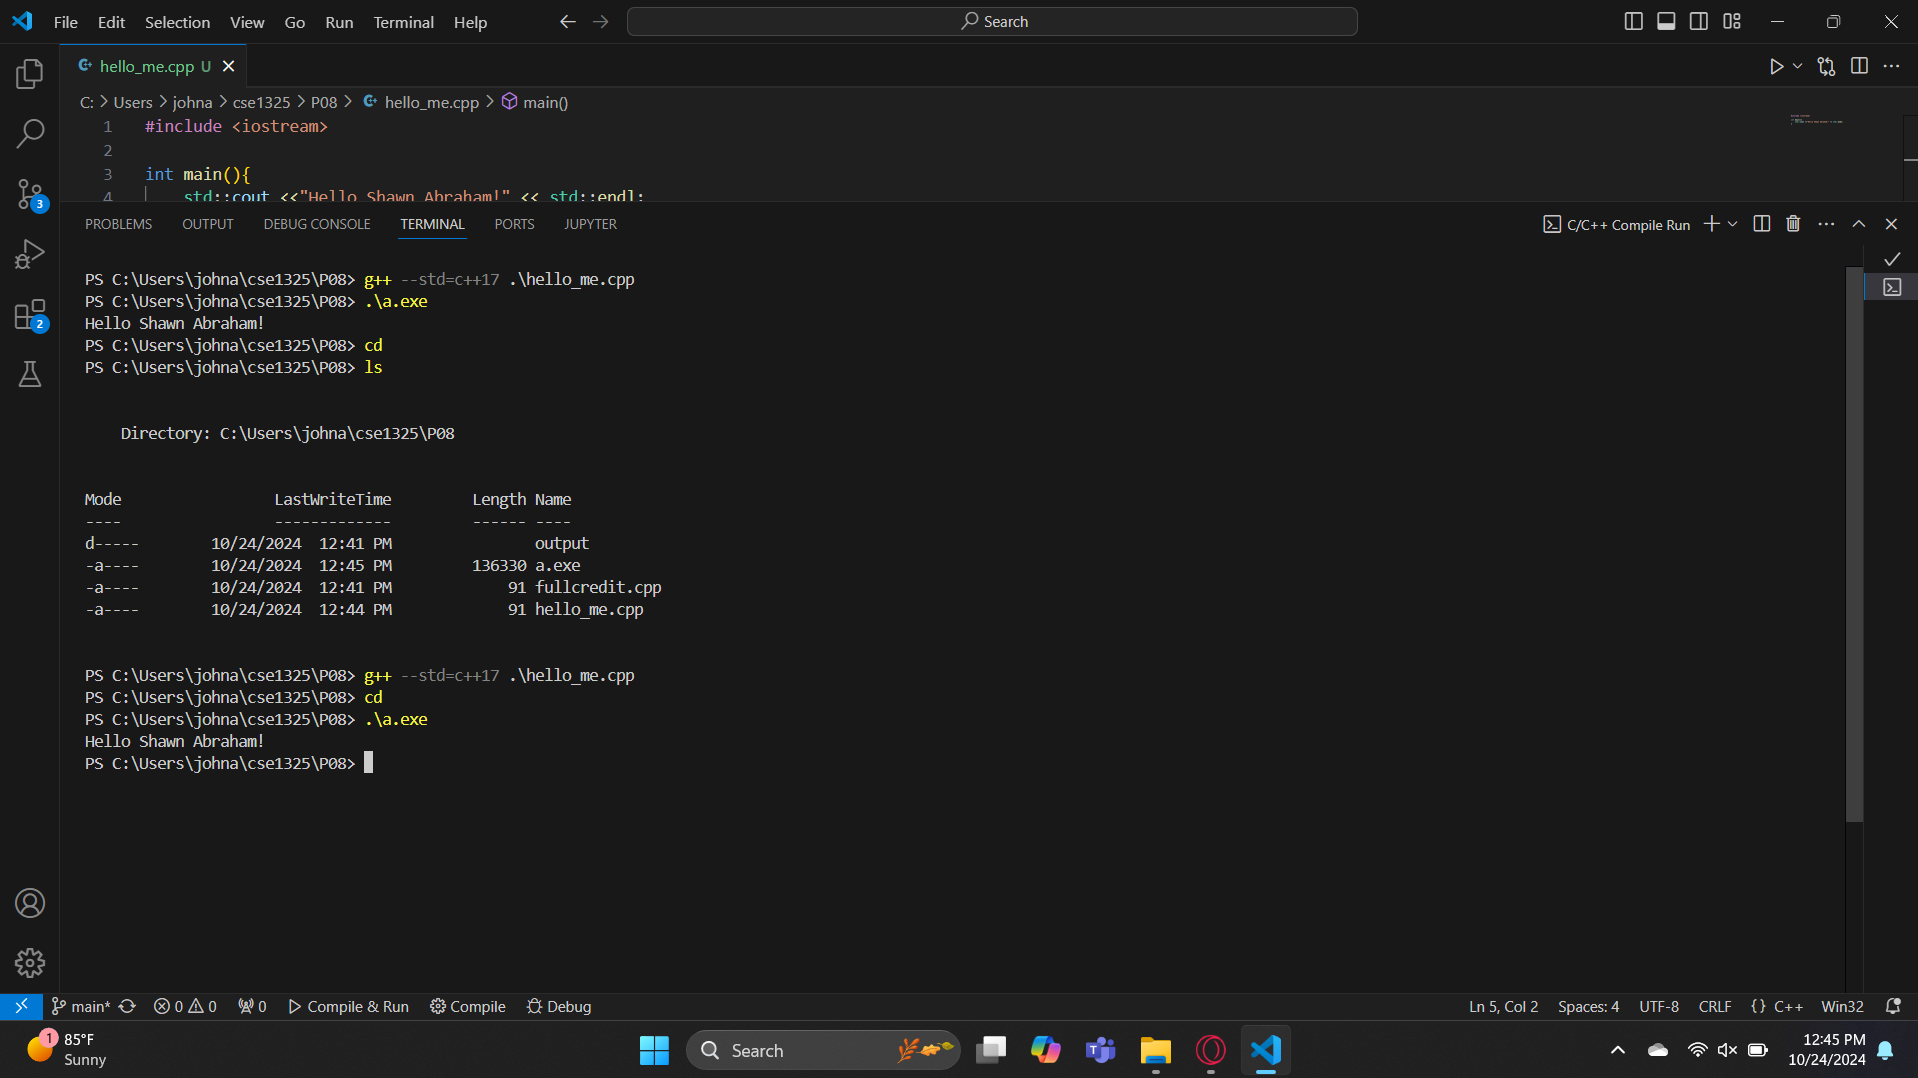 File Edit Selection View Go Run Terminal Help Search
hello_me.cpp U
C: > Users > johna > cse1325 > P08 > hello_me.cpp > main()
1 #include <iostream>
2
3 int main(){
4 std::cout <<"Hello Shawn Abraham!" << std::endl;
PROBLEMS OUTPUT DEBUG CONSOLE TERMINAL PORTS JUPYTER C/C++ Compile Run
PS C:\Users\johna\cse1325\P08> g++ --std=c++17 .\hello_me.cpp
PS C:\Users\johna\cse1325\P08> .\a.exe
Hello Shawn Abraham!
PS C:\Users\johna\cse1325\P08> cd
PS C:\Users\johna\cse1325\P08> ls
Directory: C:\Users\johna\cse1325\P08
Mode LastWriteTime Length Name
---- ------------- ------ ----
d----- 10/24/2024 12:41 PM output
-a---- 10/24/2024 12:45 PM 136330 a.exe
-a---- 10/24/2024 12:41 PM 91 fullcredit.cpp
-a---- 10/24/2024 12:44 PM 91 hello_me.cpp
PS C:\Users\johna\cse1325\P08> g++ --std=c++17 .\hello_me.cpp
PS C:\Users\johna\cse1325\P08> cd
PS C:\Users\johna\cse1325\P08> .\a.exe
Hello Shawn Abraham!
PS C:\Users\johna\cse1325\P08>
3
2
main* 0 0 0 Compile & Run Compile Debug Ln 5, Col 2 Spaces: 4 UTF-8 CRLF {} C++ Win32
1 85°F
Sunny
Search
12:45 PM
10/24/2024